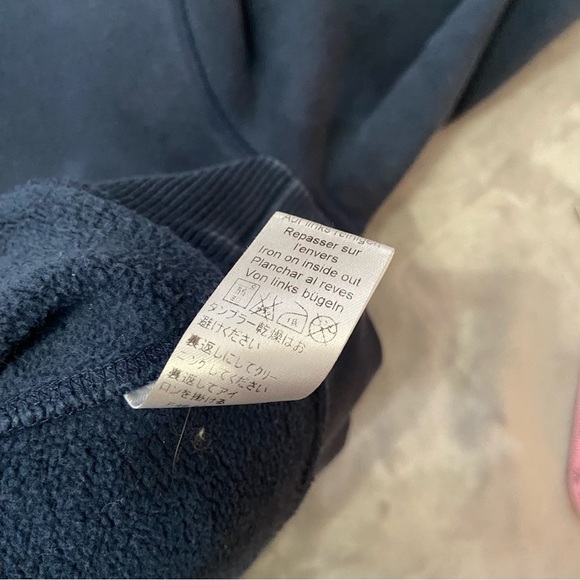 Auf links reinigen
Repasser sur
l'envers
Iron on inside out
Planchar al reves
Von links bügeln
タンブラー乾燥はお
避けください
裏返しにしてクリー
ニングしてください
裏返してアイ
ロンを掛ける